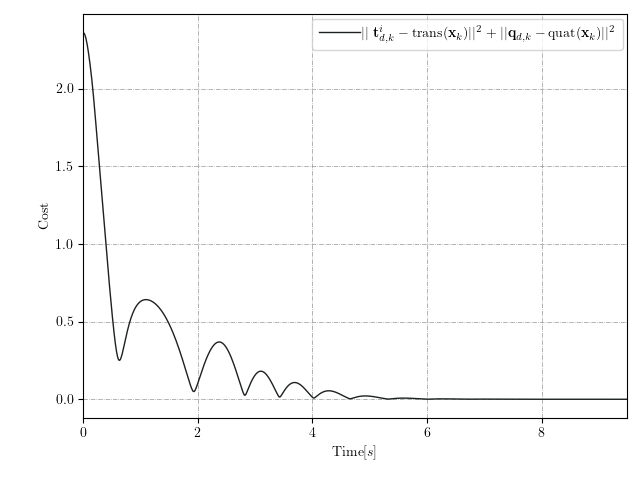 || t^i_{d,k} − trans(x_k)||² + ||q_{d,k} − quat(x_k)||²
2.0
1.5
1.0
0.5
0.0
Cost
0 2 4 6 8
Time[s]